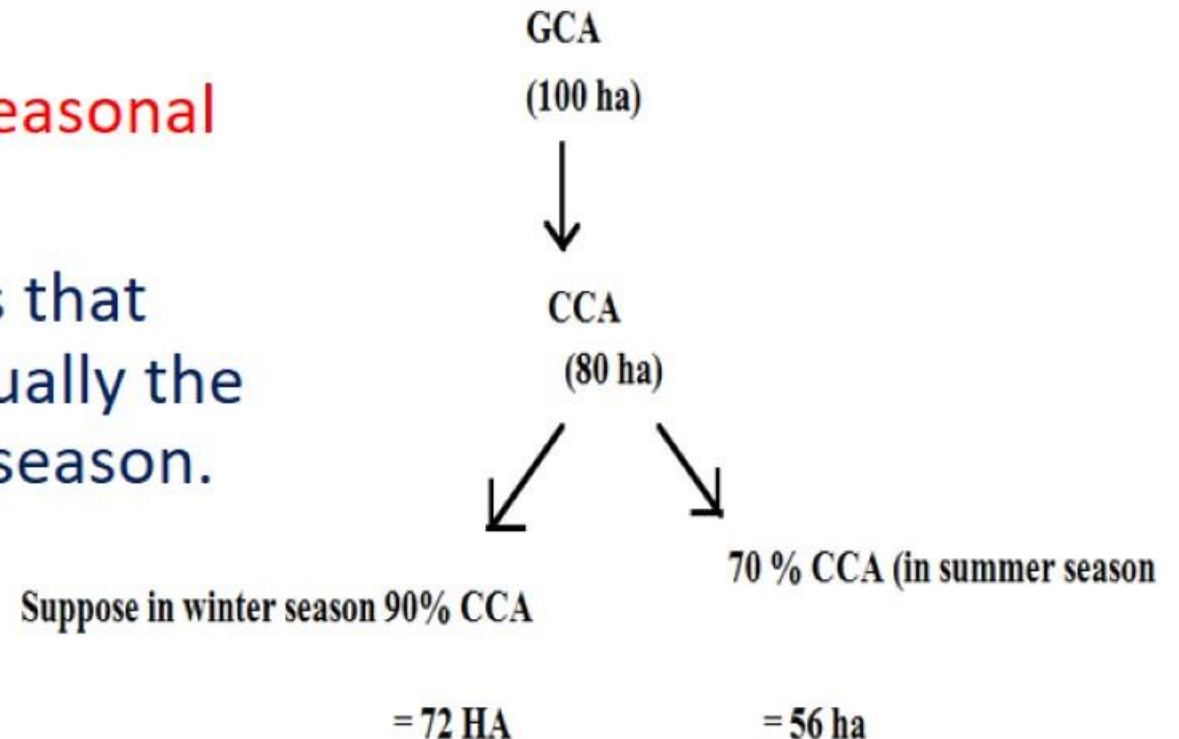 GCA
(100 ha)
easonal
s that
ually the
season.
CCA
(80 ha)
Suppose in winter season 90% CCA
= 72 HA
70 % CCA (in summer season
= 56 ha